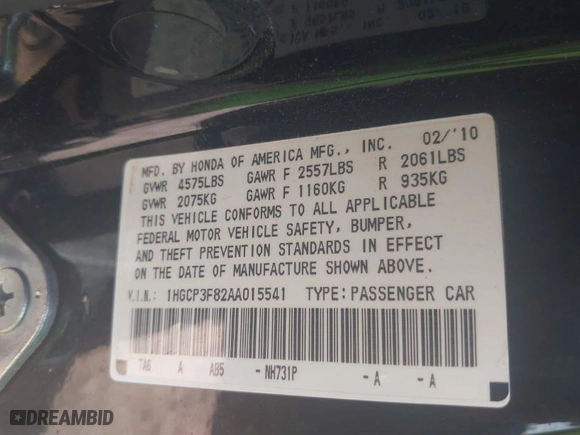 MFD. BY HONDA OF AMERICA MFG., INC. 02/'10
GVWR 4575LBS GAWR F 2557LBS R 2061LBS
GVWR 2075KG GAWR F 1160KG R 935KG
THIS VEHICLE CONFORMS TO ALL APPLICABLE
FEDERAL MOTOR VEHICLE SAFETY, BUMPER,
AND THEFT PREVENTION STANDARDS IN EFFECT
ON THE DATE OF MANUFACTURE SHOWN ABOVE.
V.I.N.: 1HGCP3F82AA015541 TYPE: PASSENGER CAR
TA6 A AB5 - NH731P - A - A
DREAMBID